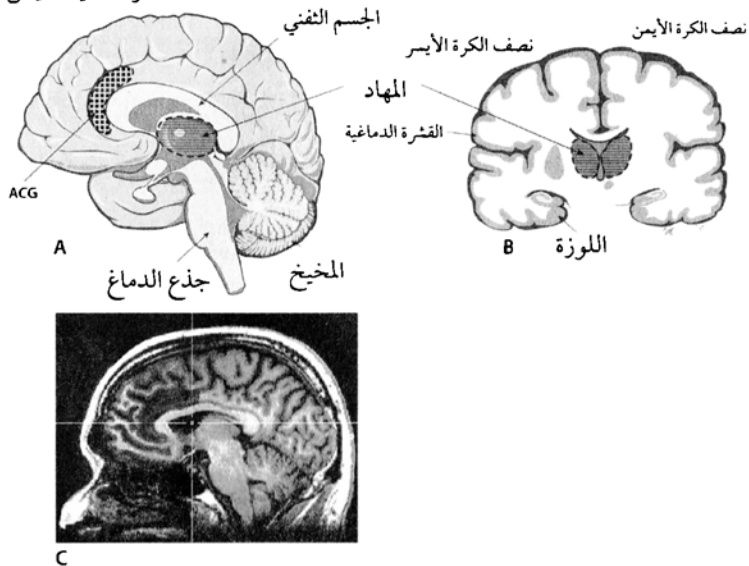 الجسم الثفني
نصف الكرة الأيمن
نصف الكرة الأيسر
المهاد
القشرة الدماغية
ACG
A
B
اللوزة
المخيخ
جذع الدماغ
C